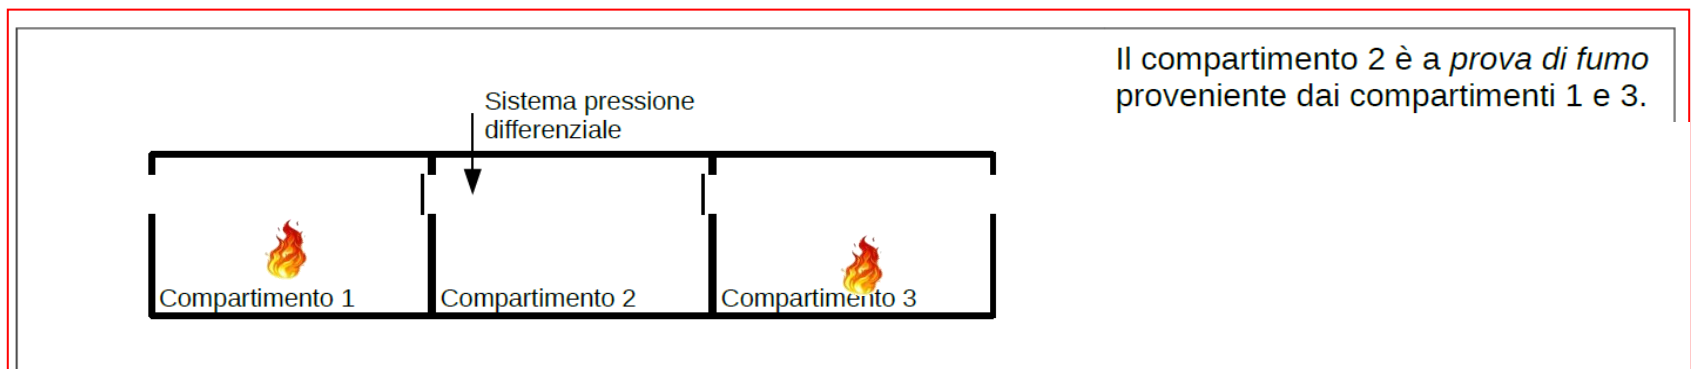 Il compartimento 2 è a prova di fumo
proveniente dai compartimenti 1 e 3.
Sistema pressione
differenziale
Compartimento 1
Compartimento 2
Compartimento 3